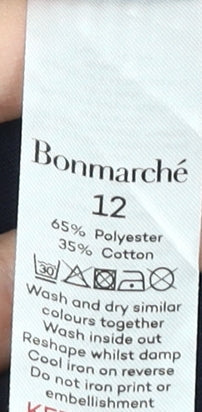 Bonmarché
12
65% Polyester
35% Cotton
30
Wash and dry similar
colours together
Wash inside out
Reshape whilst damp
Cool iron on reverse
Do not iron print or
embellishment